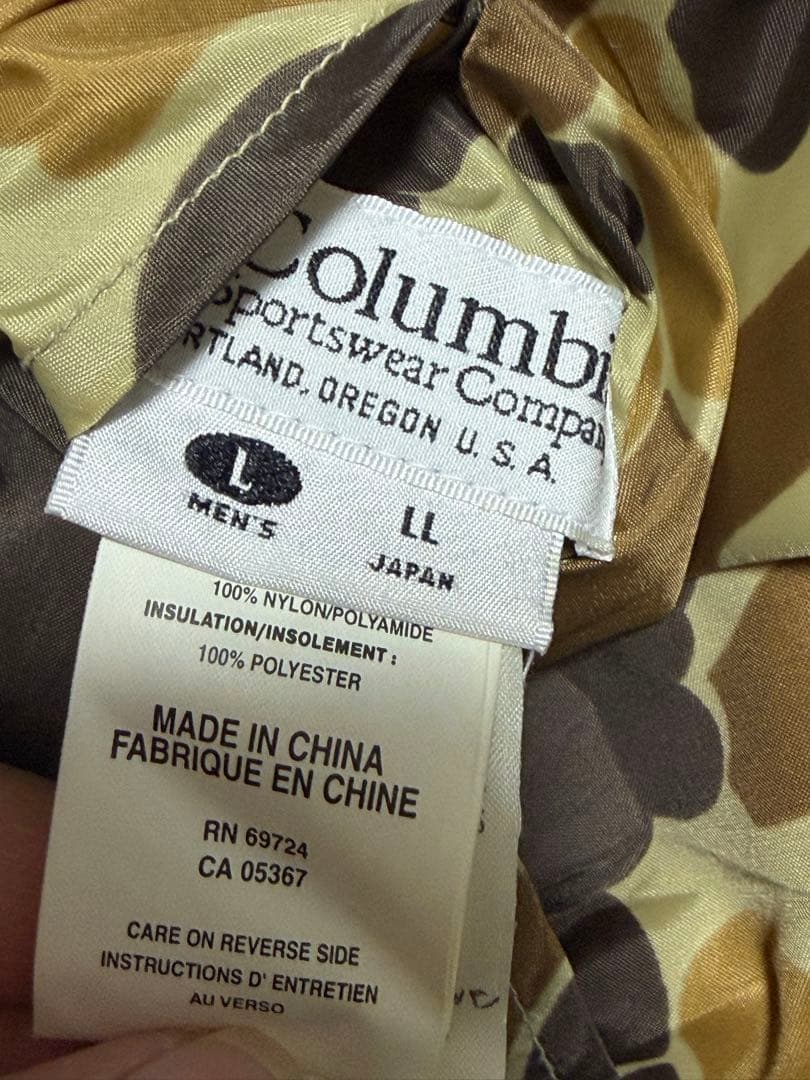 Columbi
Sportswear Compan
RTLAND, OREGON U.S.A.
L
MEN'S
LL
JAPAN
100% NYLON/POLYAMIDE
INSULATION/INSOLEMENT:
100% POLYESTER
MADE IN CHINA
FABRIQUE EN CHINE
RN 69724
CA 05367
CARE ON REVERSE SIDE
INSTRUCTIONS D' ENTRETIEN
AU VERSO